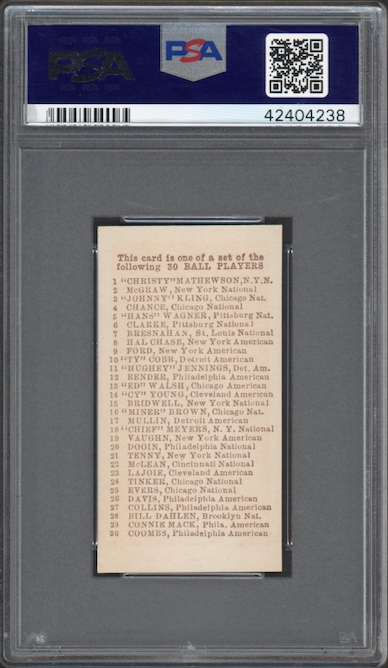 PSA
PSA
42404238
This card is one of a set of the
following 30 BALL PLAYERS
1 "CHRISTY" MATHEWSON, N.Y.N.
2 McGRAW, New York National
3 "JOHNNY" KLING, Chicago Nat.
4 CHANCE, Chicago National
5 "HANS" WAGNER, Pittsburg Nat.
6 CLARKE, Pittsburg National
7 BRESNAHAN, St. Louis National
8 HAL CHASE, New York American
9 FORD, New York American
10 "TY" COBB, Detroit American
11 "HUGHEY" JENNINGS, Det. Am.
12 BENDER, Philadelphia American
13 "ED" WALSH, Chicago American
14 "CY" YOUNG, Cleveland American
15 BRIDWELL, New York National
16 "MINER" BROWN, Chicago Nat.
17 MULLIN, Detroit American
18 "CHIEF" MEYERS, N. Y. National
19 VAUGHN, New York American
20 DOOIN, Philadelphia National
21 TENNY, New York National
22 McLEAN, Cincinnati National
23 LAJOIE, Cleveland American
24 TINKER, Chicago National
25 EVERS, Chicago National
26 DAVIS, Philadelphia American
27 COLLINS, Philadelphia American
28 BILL DAHLEN, Brooklyn Nat.
29 CONNIE MACK, Phila. American
30 COOMBS, Philadelphia American